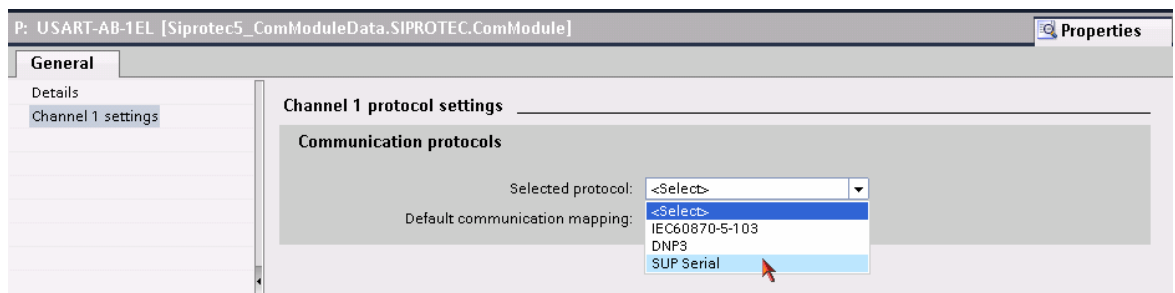 P: USART-AB-1EL [Siprotec5_ComModuleData.SIPROTEC.ComModule]
Properties
General
Details
Channel 1 settings
Channel 1 protocol settings
Communication protocols
Selected protocol: <Select>
Default communication mapping:
<Select>
IEC60870-5-103
DNP3
SUP Serial